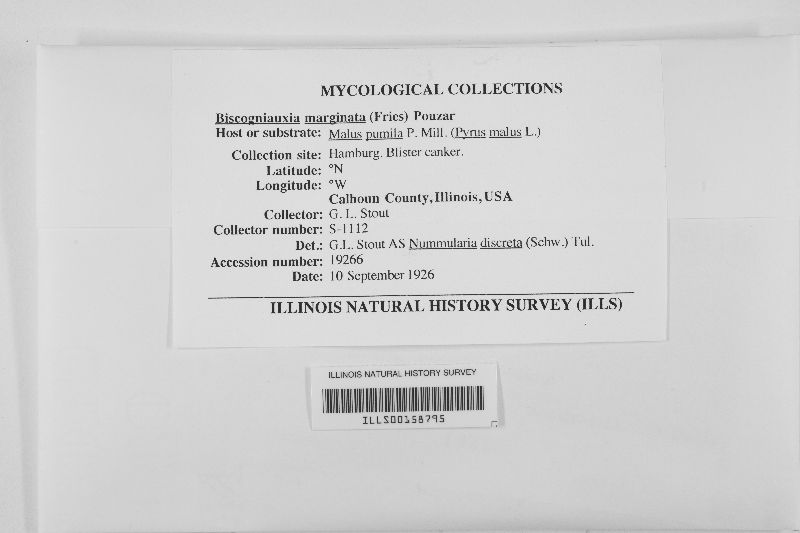 MYCOLOGICAL COLLECTIONS
Biscogniauxia marginata (Fries) Pouzar
Host or substrate: Malus pumila P. Mill. (Pyrus malus L.)
Collection site: Hamburg. Blister canker.
Latitude: °N
Longitude: °W
Calhoun County, Illinois, USA
Collector: G. L. Stout
Collector number: S-1112
Det.: G.L. Stout AS Nummularia discreta (Schw.) Tul.
Accession number: 19266
Date: 10 September 1926
ILLINOIS NATURAL HISTORY SURVEY (ILLS)
ILLINOIS NATURAL HISTORY SURVEY
ILLS00158795